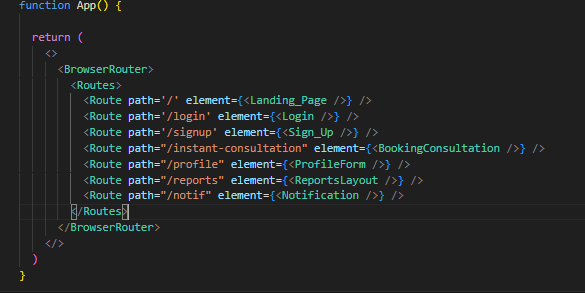 function App() {
return (
<>
<BrowserRouter>
<Routes>
<Route path='/' element={<Landing_Page />} />
<Route path='/login' element={<Login />} />
<Route path='/signup' element={<Sign_Up />} />
<Route path="/instant-consultation" element={<BookingConsultation />} />
<Route path="/profile" element={<ProfileForm />} />
<Route path="/reports" element={<ReportsLayout />} />
<Route path="/notif" element={<Notification />} />
</Routes>
</BrowserRouter>
</>
)
}